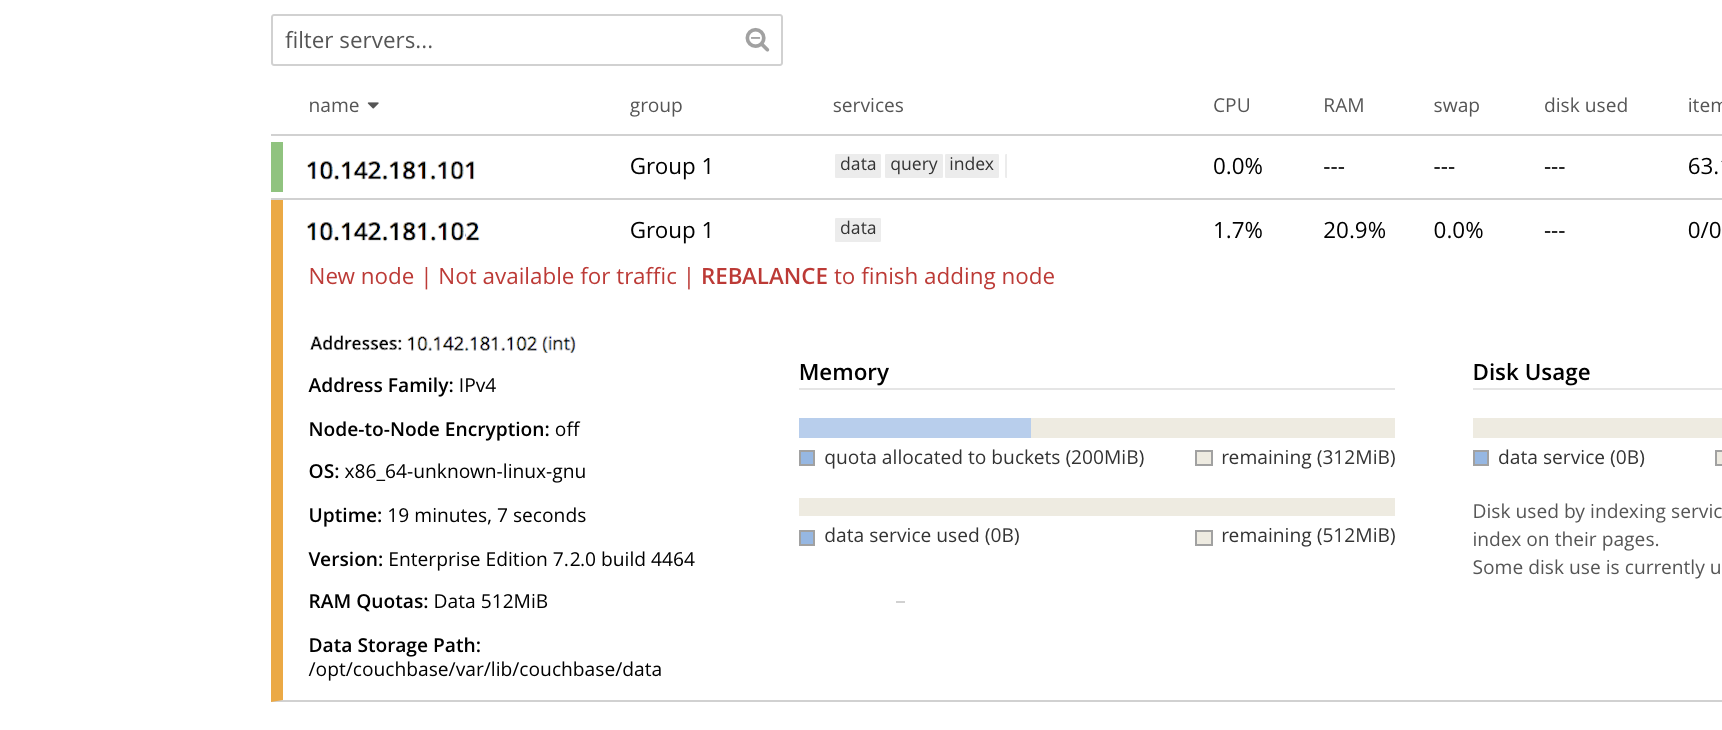 filter servers...
name group services CPU RAM swap disk used item
10.142.181.101 Group 1 data query index 0.0% --- --- --- 63.
10.142.181.102 Group 1 data 1.7% 20.9% 0.0% --- 0/0
New node | Not available for traffic | REBALANCE to finish adding node
Addresses: 10.142.181.102 (int)
Address Family: IPv4
Node-to-Node Encryption: off
OS: x86_64-unknown-linux-gnu
Uptime: 19 minutes, 7 seconds
Version: Enterprise Edition 7.2.0 build 4464
RAM Quotas: Data 512MiB
Data Storage Path:
/opt/couchbase/var/lib/couchbase/data
Memory
quota allocated to buckets (200MiB) remaining (312MiB)
data service used (0B) remaining (512MiB)
Disk Usage
data service (0B)
Disk used by indexing servic
index on their pages.
Some disk use is currently u